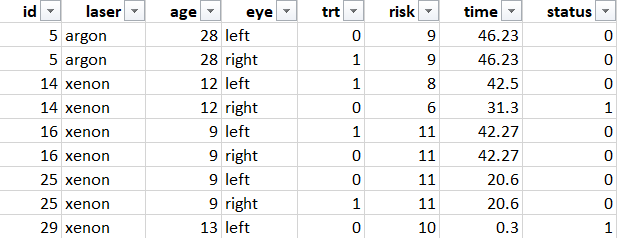 id laser age eye trt risk time status
5 argon 28 left 0 9 46.23 0
5 argon 28 right 1 9 46.23 0
14 xenon 12 left 1 8 42.5 0
14 xenon 12 right 0 6 31.3 1
16 xenon 9 left 1 11 42.27 0
16 xenon 9 right 0 11 42.27 0
25 xenon 9 left 0 11 20.6 0
25 xenon 9 right 1 11 20.6 0
29 xenon 13 left 0 10 0.3 1